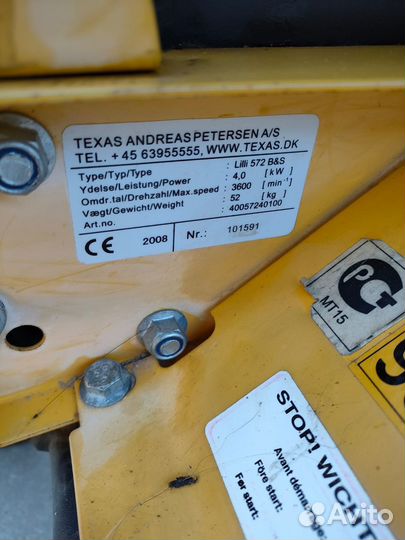 TEXAS ANDREAS PETERSEN A/S
TEL. + 45 63955555, WWW.TEXAS.DK
Type/Typ/Type : Lilli 572 B&S
Ydelse/Leistung/Power : 4,0 [ kW ]
Omdr.tal/Drehzahl/Max.speed : 3600 [ min⁻¹ ]
Vægt/Gewicht/Weight : 52 [ kg ]
Art.no. : 40057240100
CE 2008 Nr.: 101591
РСТ
MT15
STOP!
Avant
Före start:
Før start:
Avito